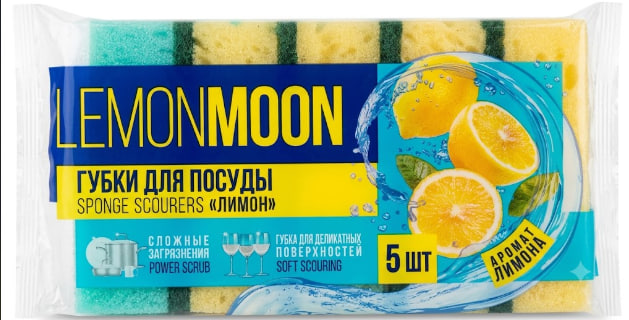 LEMONMOON
ГУБКИ ДЛЯ ПОСУДЫ
SPONGE SCOURERS «ЛИМОН»
СЛОЖНЫЕ
ЗАГРЯЗНЕНИЯ
POWER SCRUB
ГУБКА ДЛЯ ДЕЛИКАТНЫХ
ПОВЕРХНОСТЕЙ
SOFT SCOURING
5 ШТ
АРОМАТ
ЛИМОНА